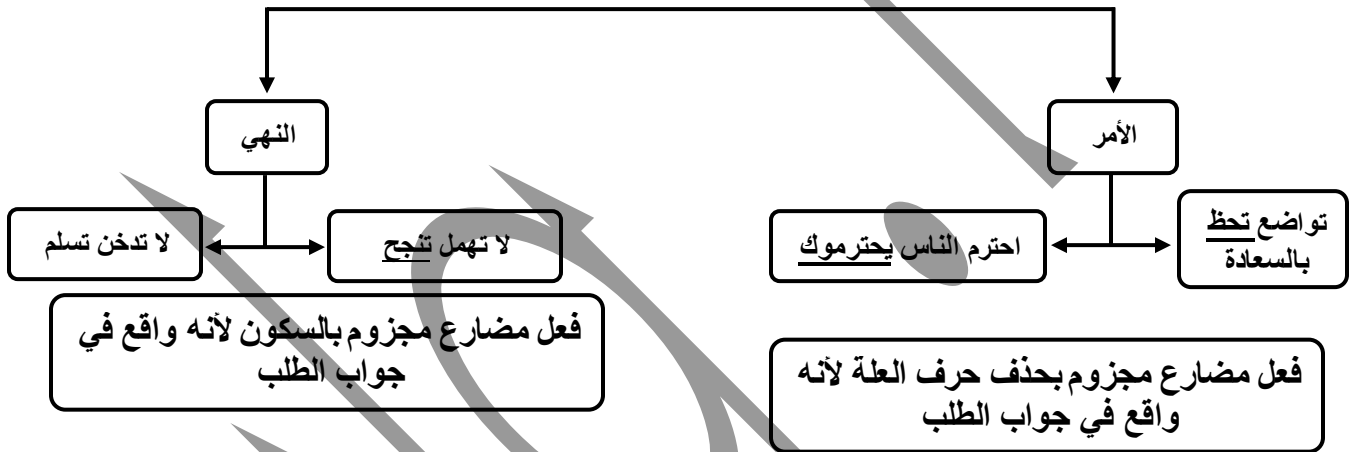 الأمر
النهي
تواضع تحظ
بالسعادة
احترم الناس يحترموك
لا تهمل تنجح
لا تدخن تسلم
فعل مضارع مجزوم بحذف حرف العلة لأنه
واقع في جواب الطلب
فعل مضارع مجزوم بالسكون لأنه واقع في
جواب الطلب